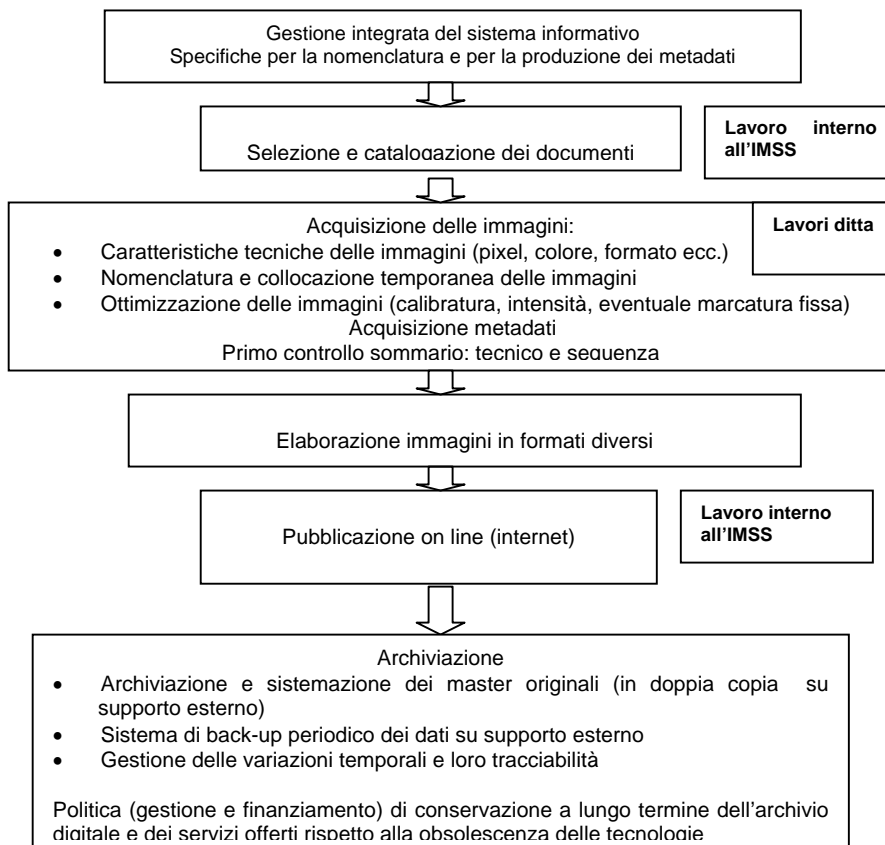 Gestione integrata del sistema informativo
Specifiche per la nomenclatura e per la produzione dei metadati
Selezione e catalogazione dei documenti
Lavoro interno
all'IMSS
Acquisizione delle immagini:
Lavori ditta
• Caratteristiche tecniche delle immagini (pixel, colore, formato ecc.)
• Nomenclatura e collocazione temporanea delle immagini
• Ottimizzazione delle immagini (calibratura, intensità, eventuale marcatura fissa)
Acquisizione metadati
Primo controllo sommario: tecnico e sequenza
Elaborazione immagini in formati diversi
Pubblicazione on line (internet)
Lavoro interno
all'IMSS
Archiviazione
• Archiviazione e sistemazione dei master originali (in doppia copia su
supporto esterno)
• Sistema di back-up periodico dei dati su supporto esterno
• Gestione delle variazioni temporali e loro tracciabilità
Politica (gestione e finanziamento) di conservazione a lungo termine dell'archivio
digitale e dei servizi offerti rispetto alla obsolescenza delle tecnologie